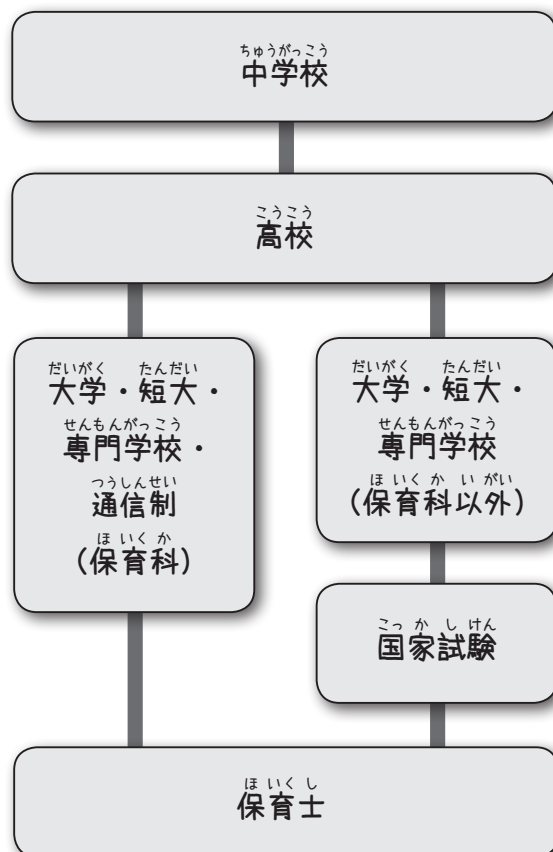 ちゅうがっこう
中学校
こうこう
高校
だいがく たんだい
大学・短大・
せんもんがっこう
専門学校・
つうしんせい
通信制
ほいくか
(保育科)
だいがく たんだい
大学・短大・
せんもんがっこう
専門学校
ほいくかいがい
(保育科以外)
こっかしけん
国家試験
ほいくし
保育士